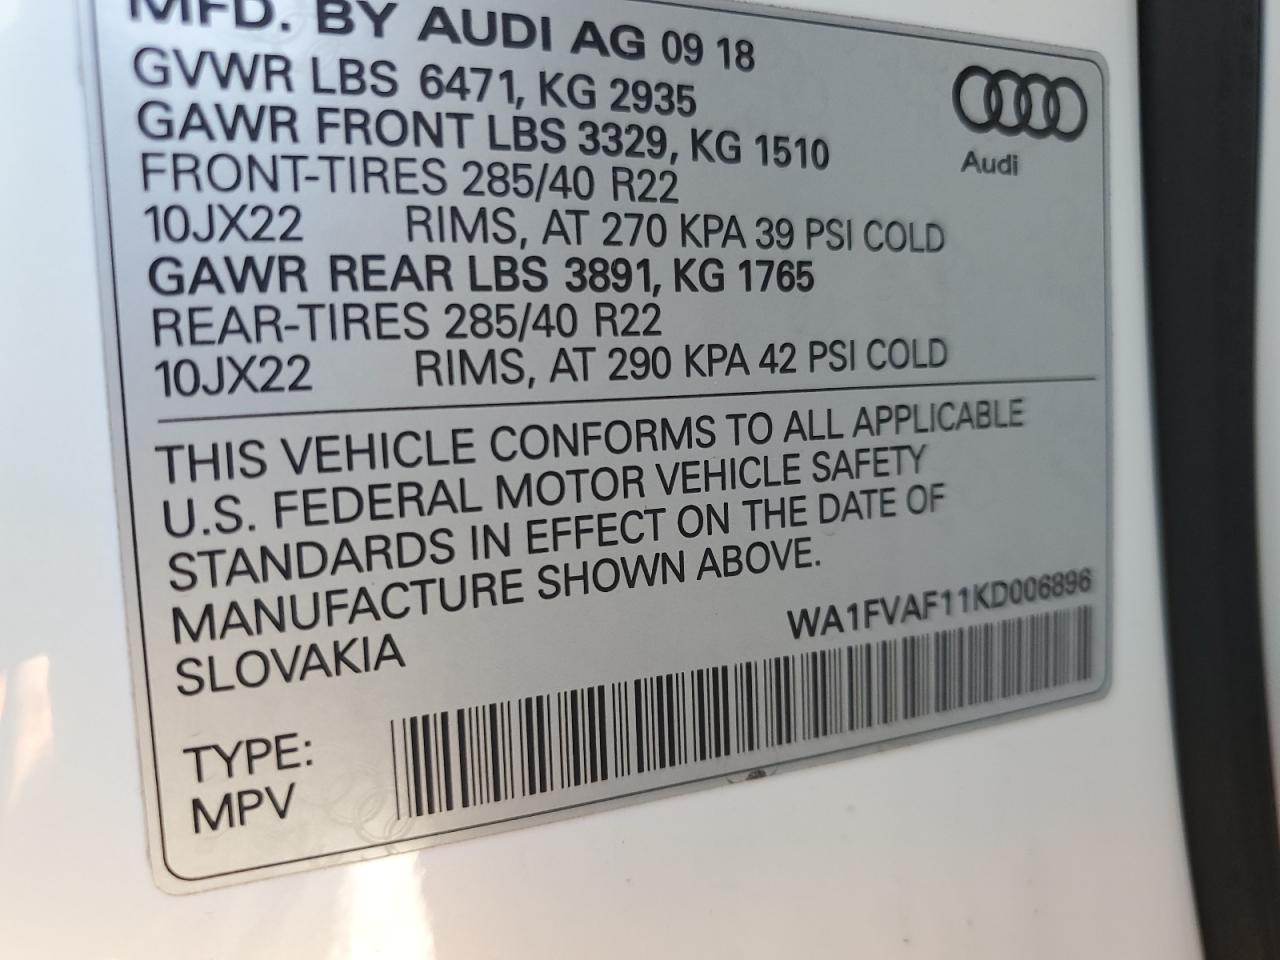 MFD. BY AUDI AG 09 18
GVWR LBS 6471, KG 2935
GAWR FRONT LBS 3329, KG 1510
FRONT-TIRES 285/40 R22
10JX22 RIMS, AT 270 KPA 39 PSI COLD
GAWR REAR LBS 3891, KG 1765
REAR-TIRES 285/40 R22
10JX22 RIMS, AT 290 KPA 42 PSI COLD
Audi
THIS VEHICLE CONFORMS TO ALL APPLICABLE
U.S. FEDERAL MOTOR VEHICLE SAFETY
STANDARDS IN EFFECT ON THE DATE OF
MANUFACTURE SHOWN ABOVE.
SLOVAKIA
WA1FVAF11KD006896
TYPE:
MPV